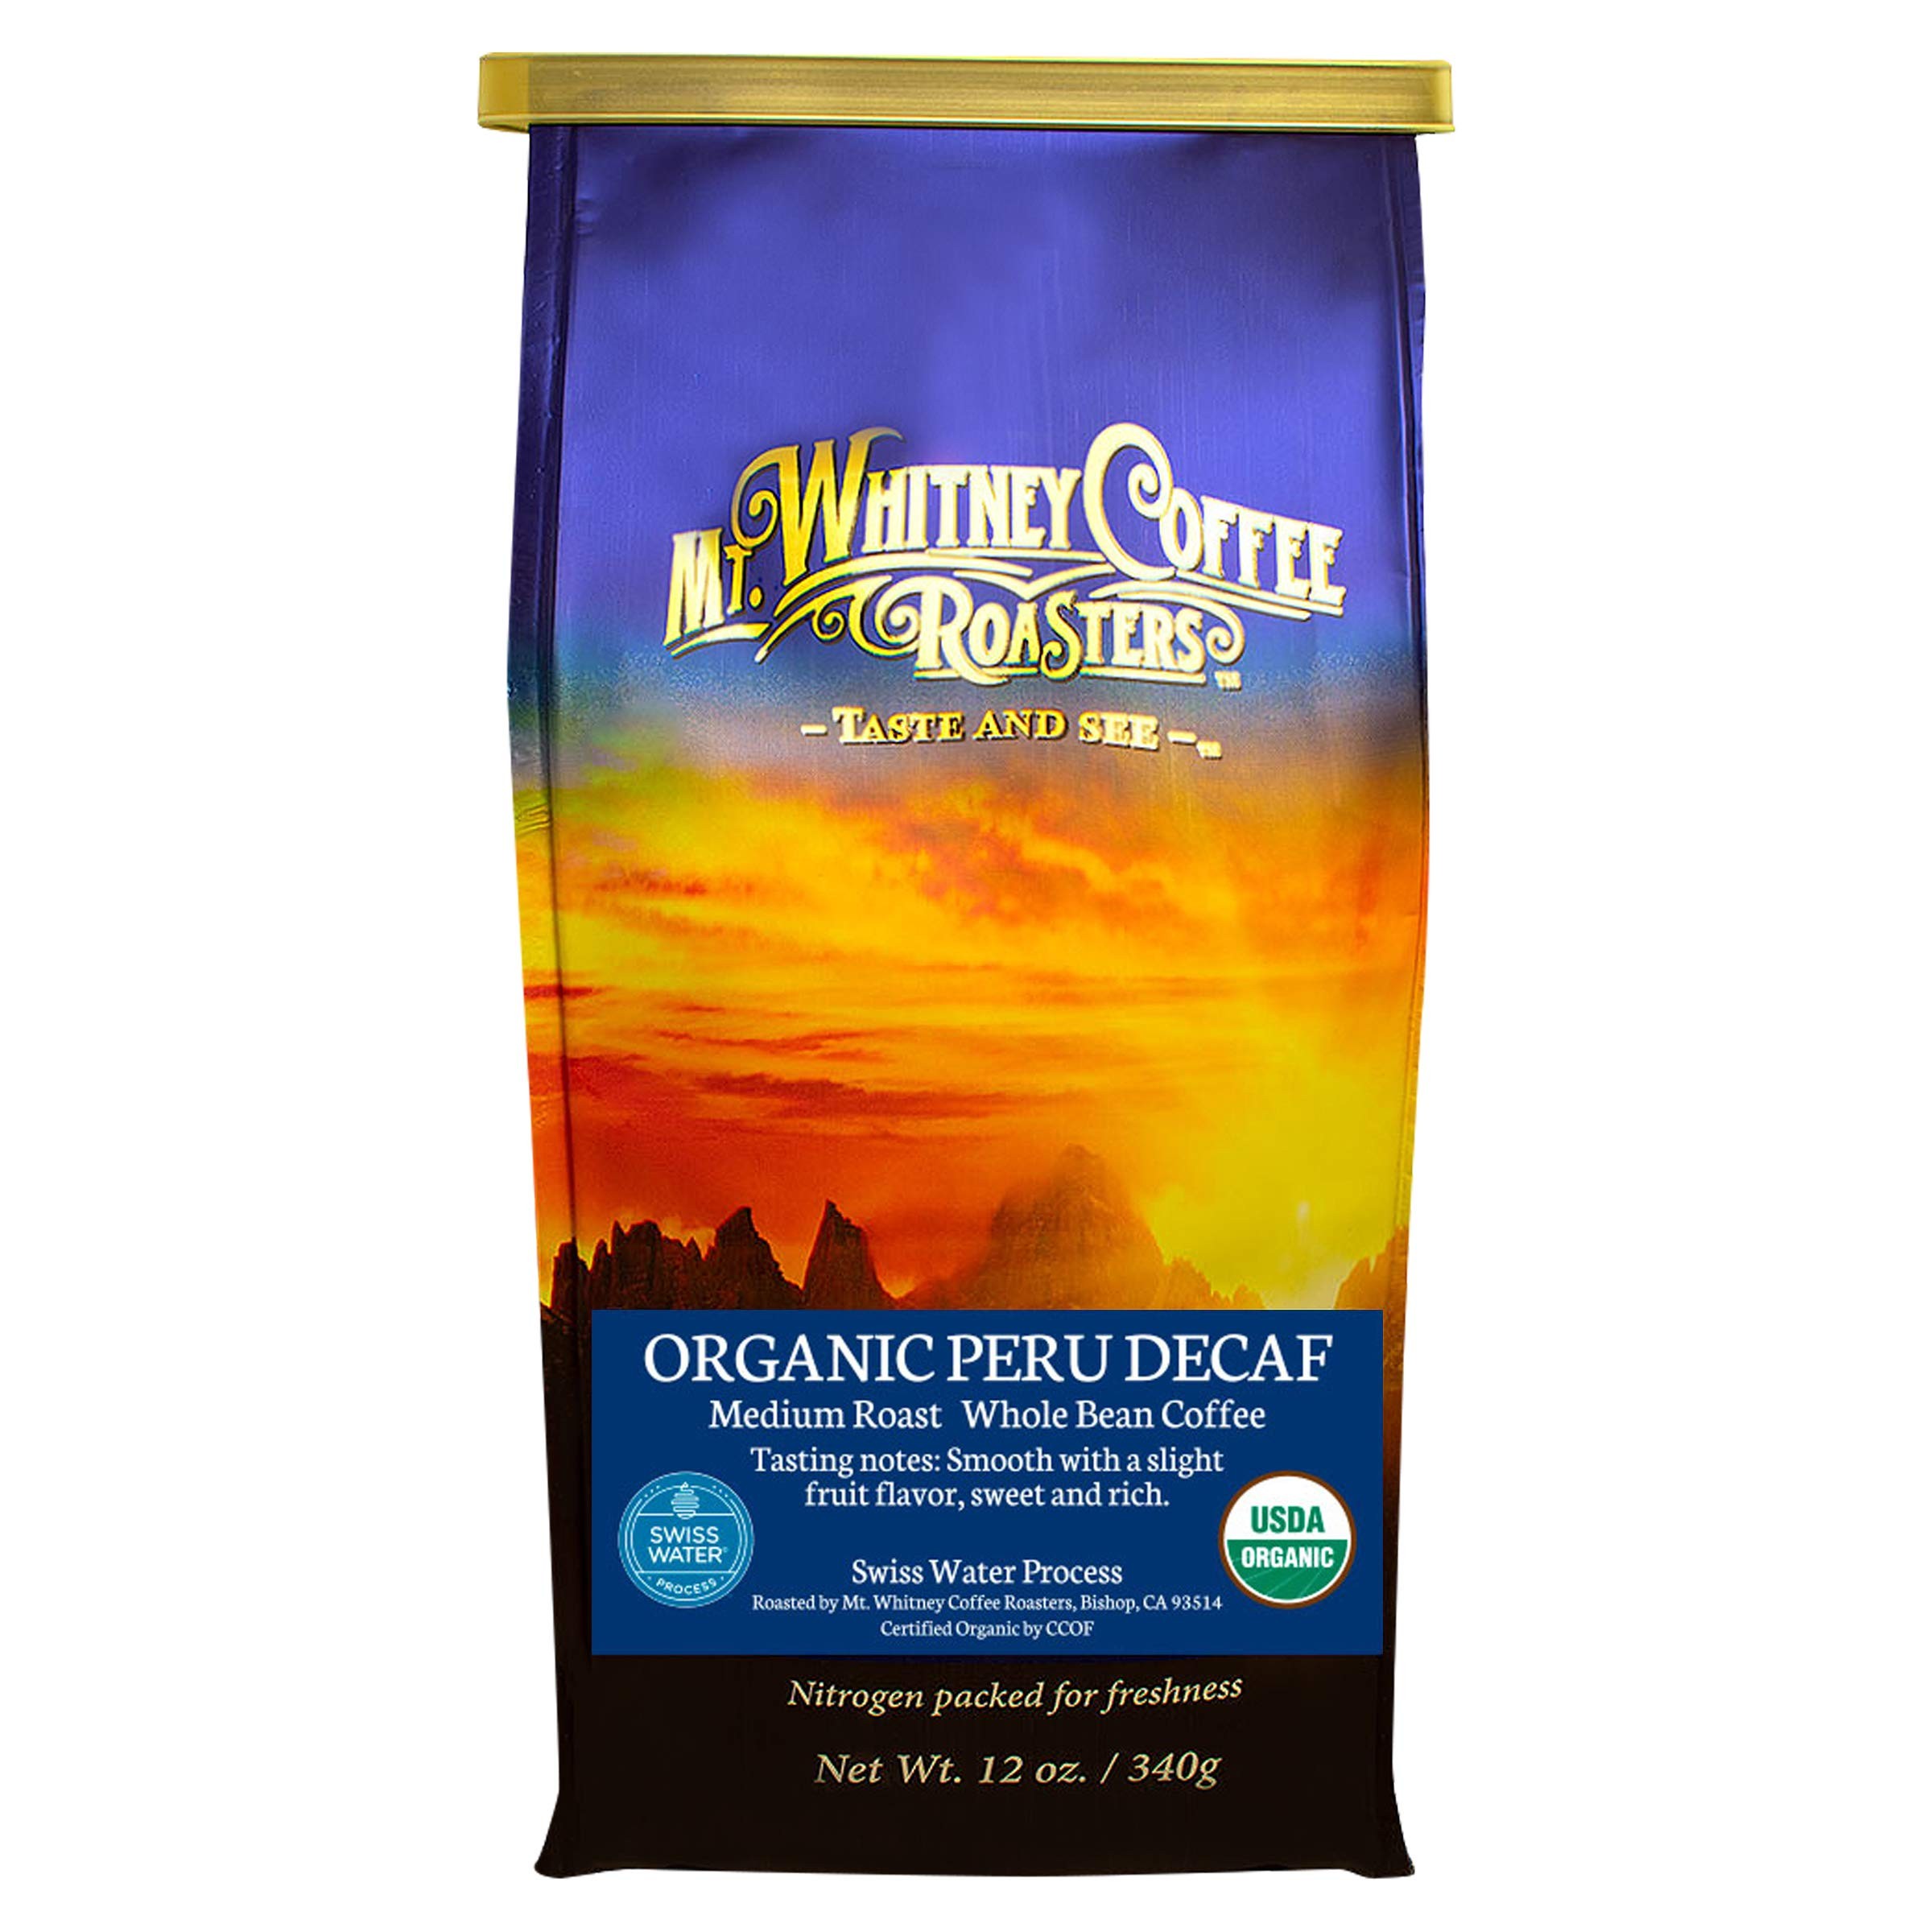 MT. WHITNEY COFFEE
ROASTERS™
– TASTE AND SEE –™
ORGANIC PERU DECAF
Medium Roast Whole Bean Coffee
Tasting notes: Smooth with a slight
fruit flavor, sweet and rich.
SWISS
WATER®
PROCESS
USDA
ORGANIC
Swiss Water Process
Roasted by Mt. Whitney Coffee Roasters, Bishop, CA 93514
Certified Organic by CCOF
Nitrogen packed for freshness
Net Wt. 12 oz. / 340g